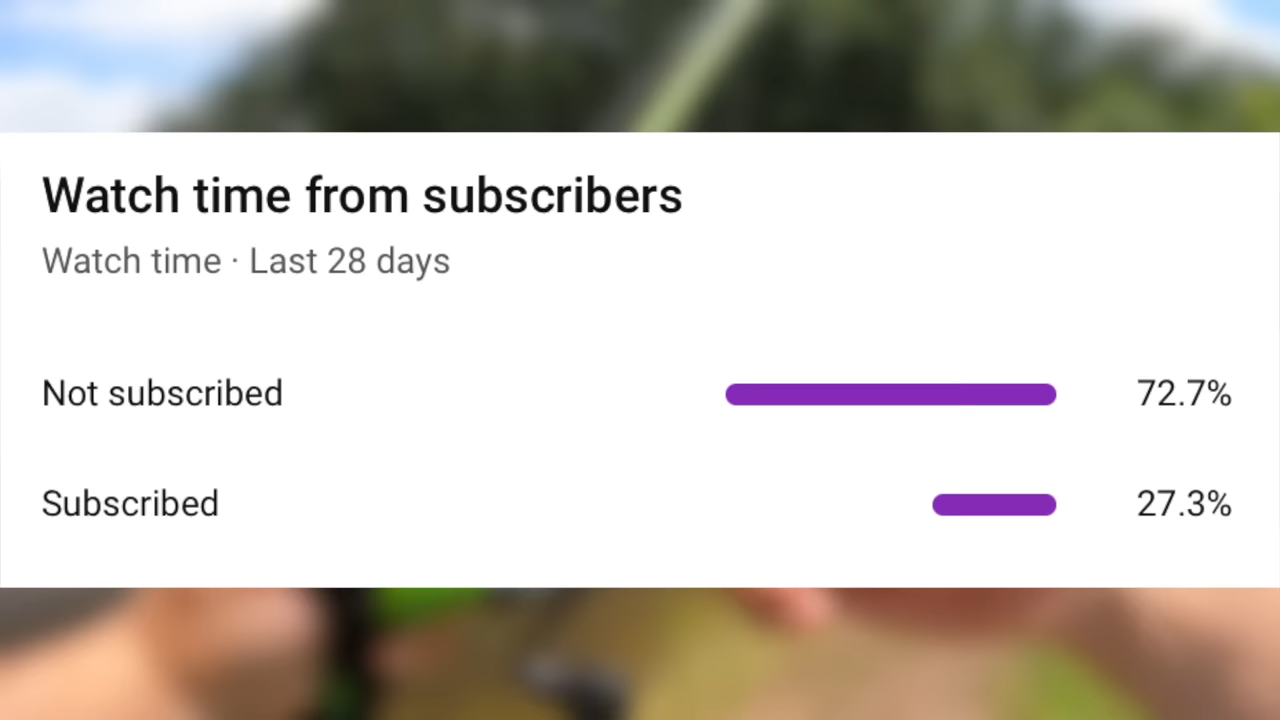 Watch time from subscribers
Watch time · Last 28 days
Not subscribed 72.7%
Subscribed 27.3%